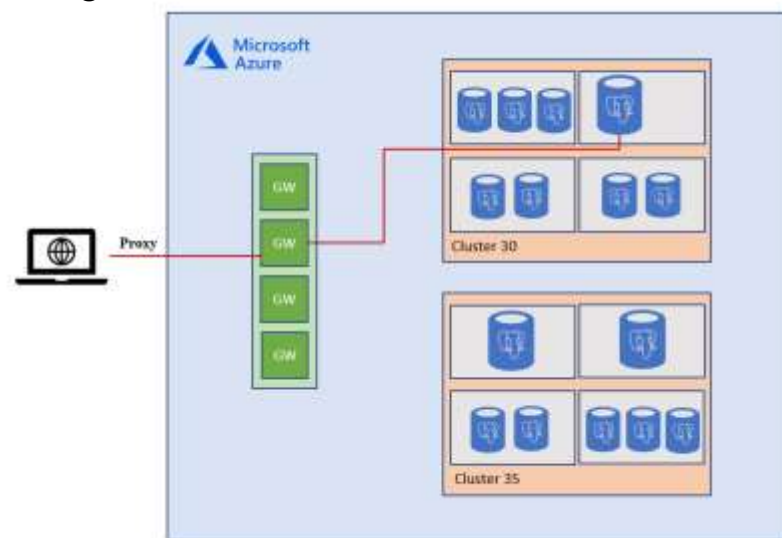 Microsoft
Azure
GW
Proxy
GW
GW
GW
Cluster 30
Cluster 35